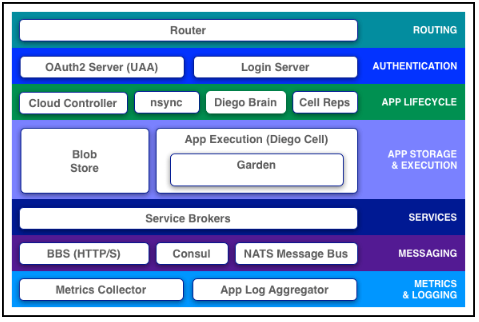 Router
ROUTING
OAuth2 Server (UAA)
Login Server
AUTHENTICATION
Cloud Controller
nsync
Diego Brain
Cell Reps
APP LIFECYCLE
Blob
Store
App Execution (Diego Cell)
Garden
APP STORAGE
& EXECUTION
Service Brokers
SERVICES
BBS (HTTP/S)
Consul
NATS Message Bus
MESSAGING
Metrics Collector
App Log Aggregator
METRICS
& LOGGING